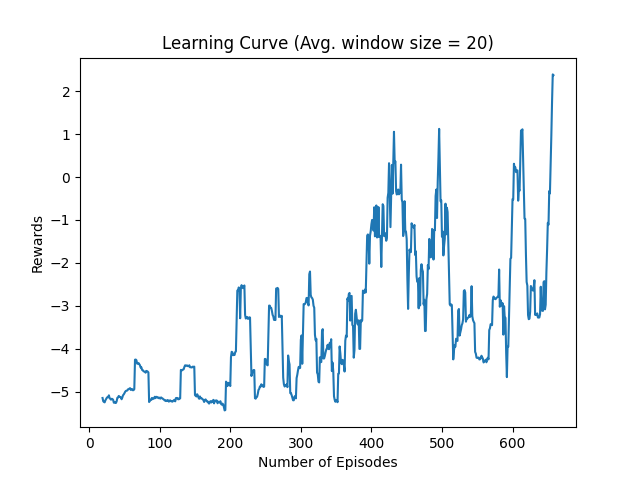 Learning Curve (Avg. window size = 20)
Rewards
2
1
0
−1
−2
−3
−4
−5
0 100 200 300 400 500 600
Number of Episodes